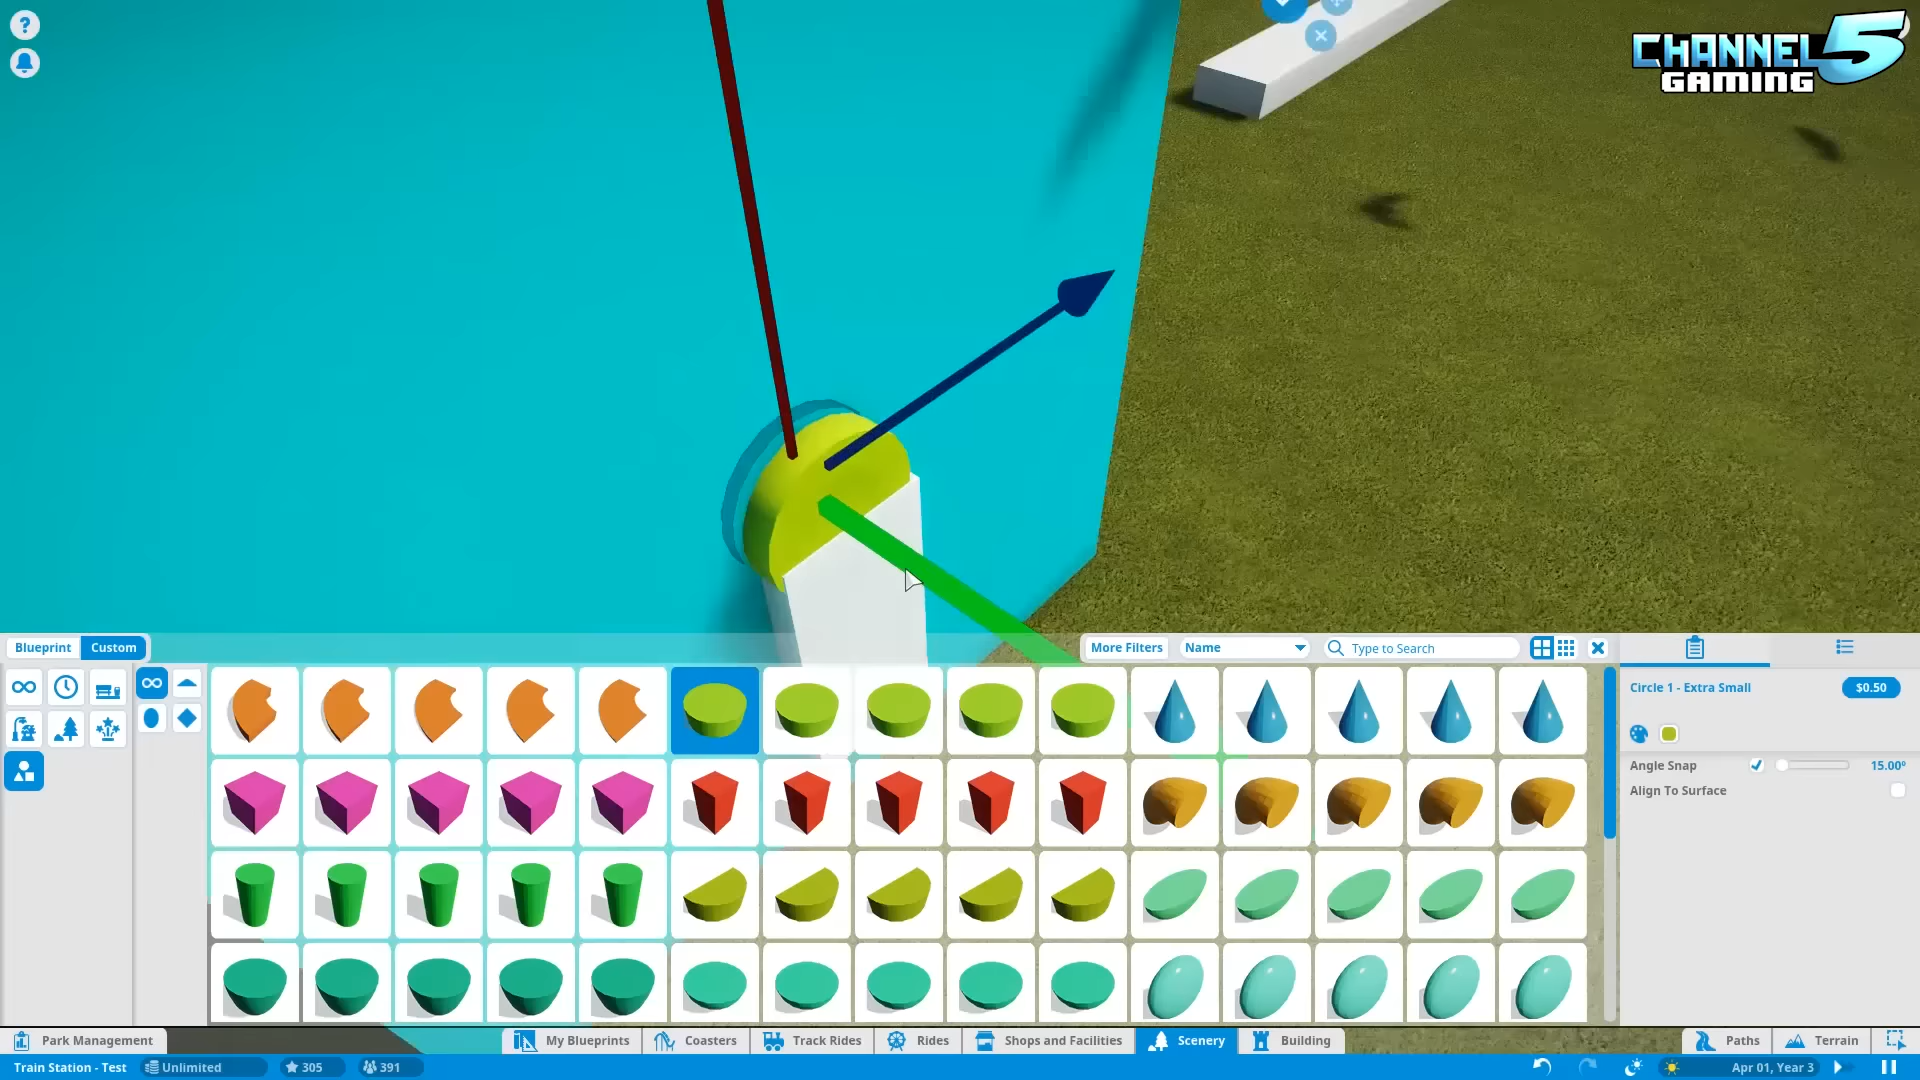 ?
CHANNEL 5
GAMING
Blueprint
Custom
More Filters
Name
Type to Search
Circle 1 - Extra Small
$0.50
Angle Snap
15.00º
Align To Surface
Park Management
My Blueprints
Coasters
Track Rides
Rides
Shops and Facilities
Scenery
Building
Paths
Terrain
Train Station - Test
Unlimited
305
391
Apr 01, Year 3